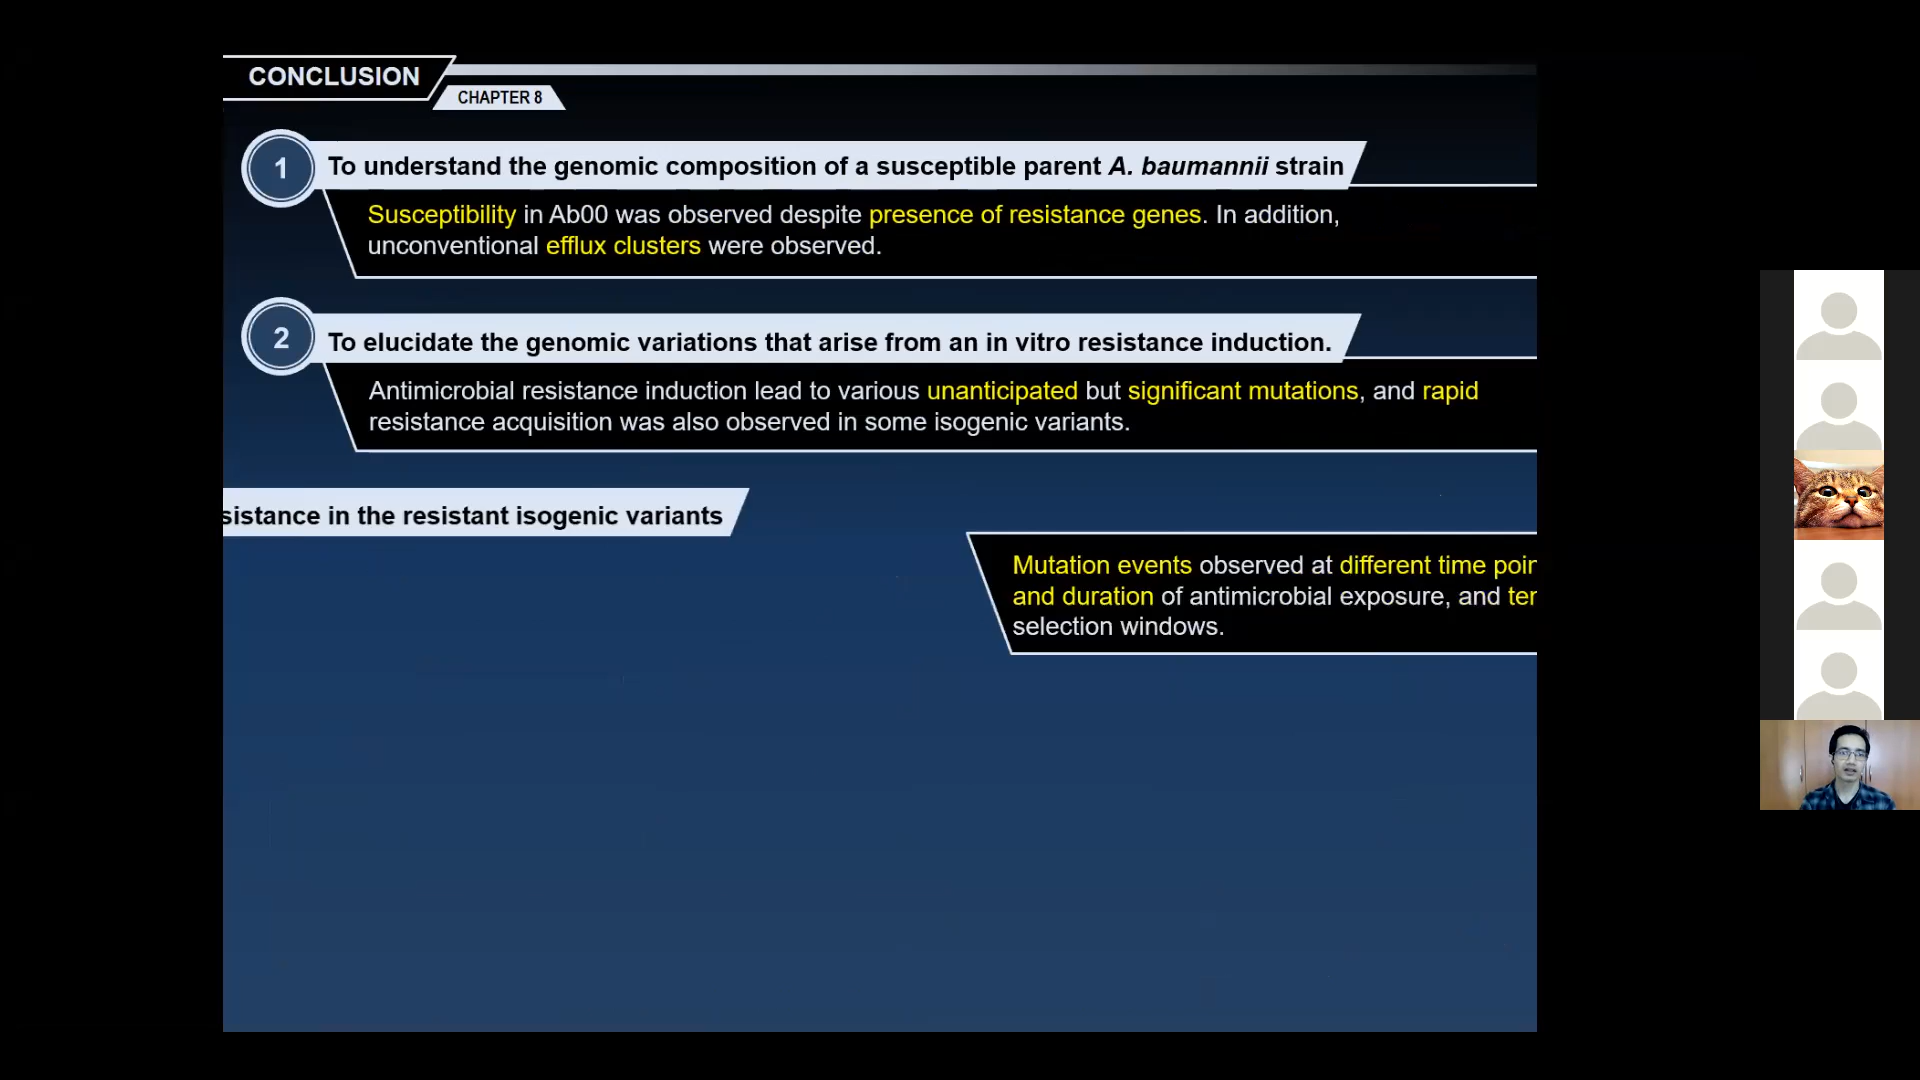 CONCLUSION
CHAPTER 8
1
To understand the genomic composition of a susceptible parent A. baumannii strain
Susceptibility in Ab00 was observed despite presence of resistance genes. In addition,
unconventional efflux clusters were observed.
2
To elucidate the genomic variations that arise from an in vitro resistance induction.
Antimicrobial resistance induction lead to various unanticipated but significant mutations, and rapid
resistance acquisition was also observed in some isogenic variants.
sistance in the resistant isogenic variants
Mutation events observed at different time poin
and duration of antimicrobial exposure, and ter
selection windows.